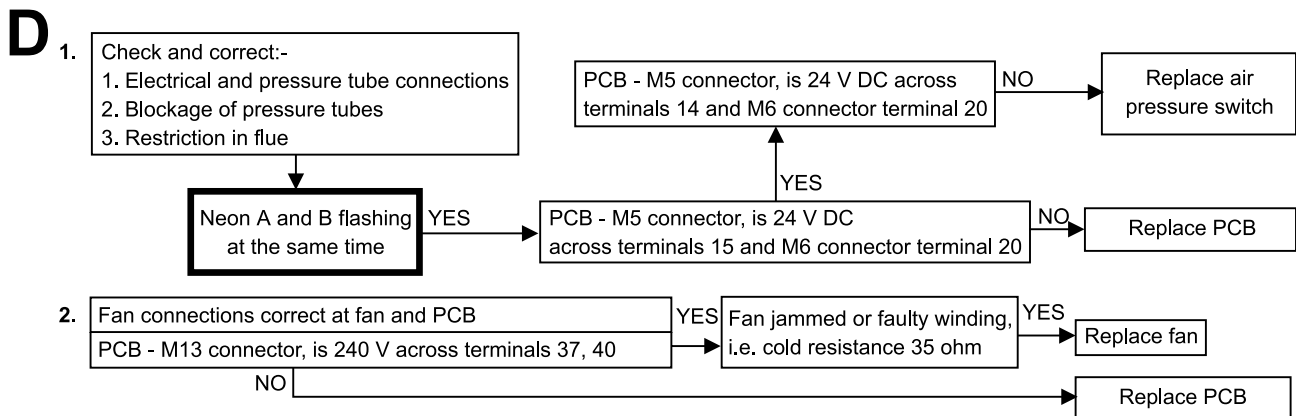 D
1.
Check and correct:-
1. Electrical and pressure tube connections
2. Blockage of pressure tubes
3. Restriction in flue
Neon A and B flashing
at the same time
YES
PCB - M5 connector, is 24 V DC
across terminals 15 and M6 connector terminal 20
NO
Replace PCB
YES
PCB - M5 connector, is 24 V DC across
terminals 14 and M6 connector terminal 20
NO
Replace air
pressure switch
2.
Fan connections correct at fan and PCB
PCB - M13 connector, is 240 V across terminals 37, 40
YES
Fan jammed or faulty winding,
i.e. cold resistance 35 ohm
YES
Replace fan
NO
Replace PCB